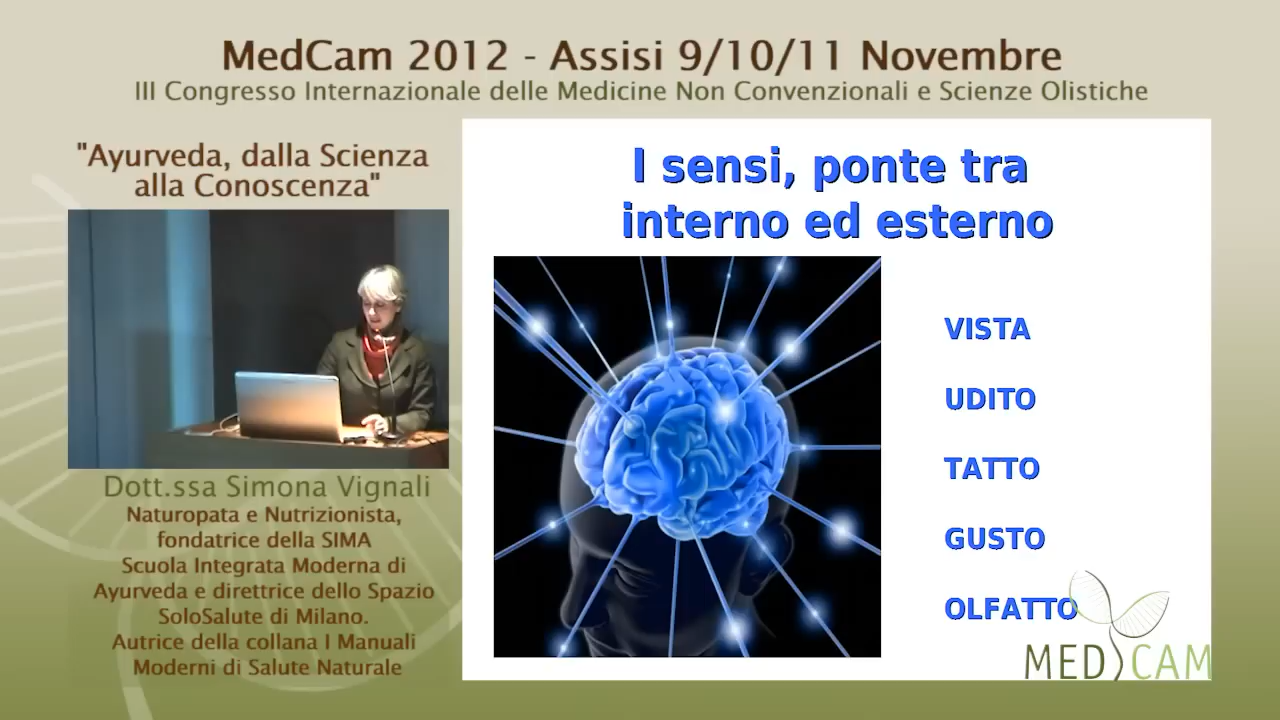 MedCam 2012 - Assisi 9/10/11 Novembre
III Congresso Internazionale delle Medicine Non Convenzionali e Scienze Olistiche
"Ayurveda, dalla Scienza
alla Conoscenza"
Dott.ssa Simona Vignali
Naturopata e Nutrizionista,
fondatrice della SIMA
Scuola Integrata Moderna di
Ayurveda e direttrice dello Spazio
SoloSalute di Milano.
Autrice della collana I Manuali
Moderni di Salute Naturale
I sensi, ponte tra
interno ed esterno
VISTA
UDITO
TATTO
GUSTO
OLFATTO
MEDCAM